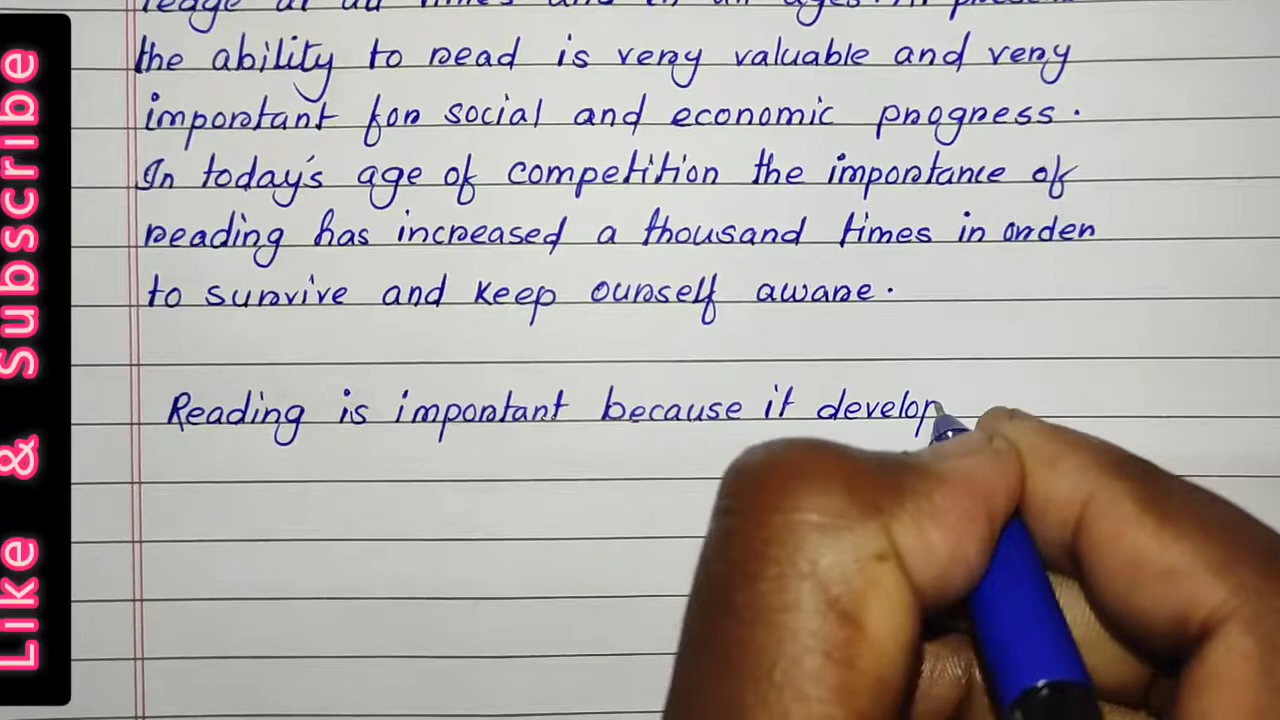 the ability to read is very valuable and very
important for social and economic progress.
In today's age of competition the importance of
reading has increased a thousand times in order
to survive and keep ourself aware.
Reading is important because it develop
Like & Subscribe